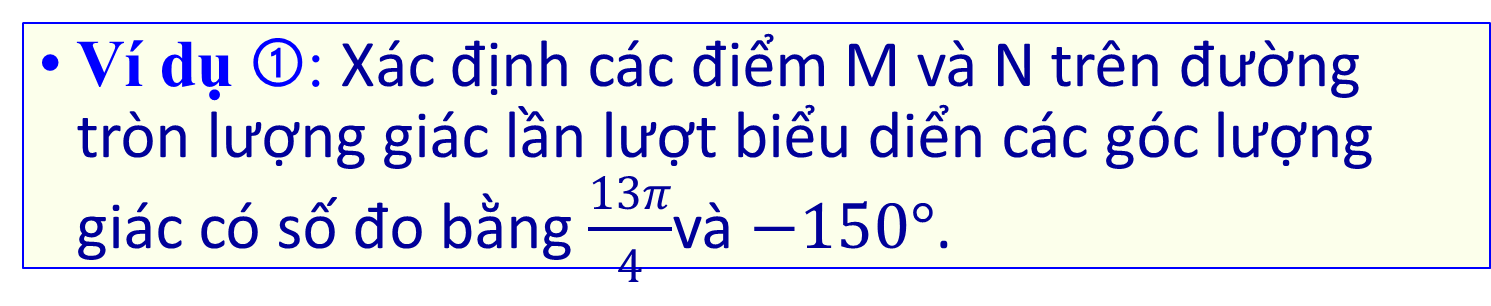 • Ví dụ ①: Xác định các điểm M và N trên đường
tròn lượng giác lần lượt biểu diển các góc lượng
giác có số đo bằng 13π/4 và −150°.